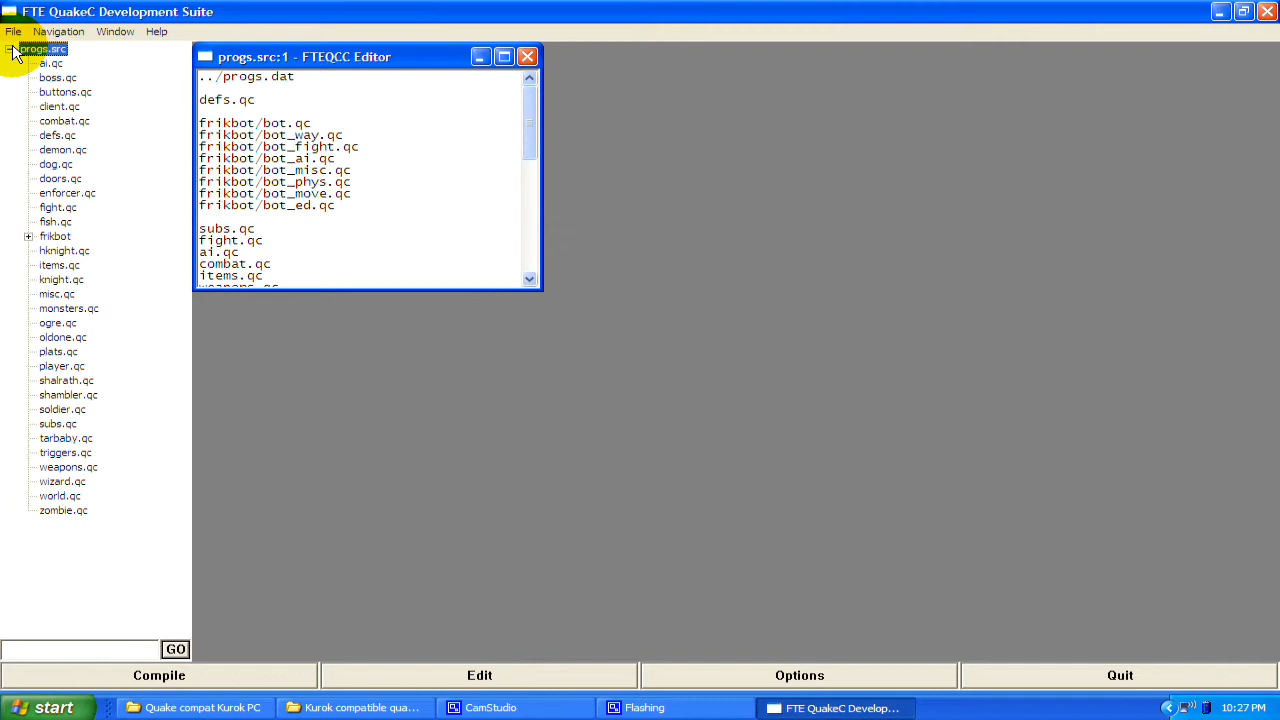 FTE QuakeC Development Suite
File Navigation Window Help
progs.src
ai.qc
boss.qc
buttons.qc
client.qc
combat.qc
defs.qc
demon.qc
dog.qc
doors.qc
enforcer.qc
fight.qc
fish.qc
frikbot
hknight.qc
items.qc
knight.qc
misc.qc
monsters.qc
ogre.qc
oldone.qc
plats.qc
player.qc
shalrath.qc
shambler.qc
soldier.qc
subs.qc
tarbaby.qc
triggers.qc
weapons.qc
wizard.qc
world.qc
zombie.qc
progs.src:1 - FTEQCC Editor
../progs.dat
defs.qc
frikbot/bot.qc
frikbot/bot_way.qc
frikbot/bot_fight.qc
frikbot/bot_ai.qc
frikbot/bot_misc.qc
frikbot/bot_phys.qc
frikbot/bot_move.qc
frikbot/bot_ed.qc
subs.qc
fight.qc
ai.qc
combat.qc
items.qc
weapons.qc
GO
Compile Edit Options Quit
start Quake compat Kurok PC Kurok compatible qua... CamStudio Flashing FTE QuakeC Develop... 10:27 PM